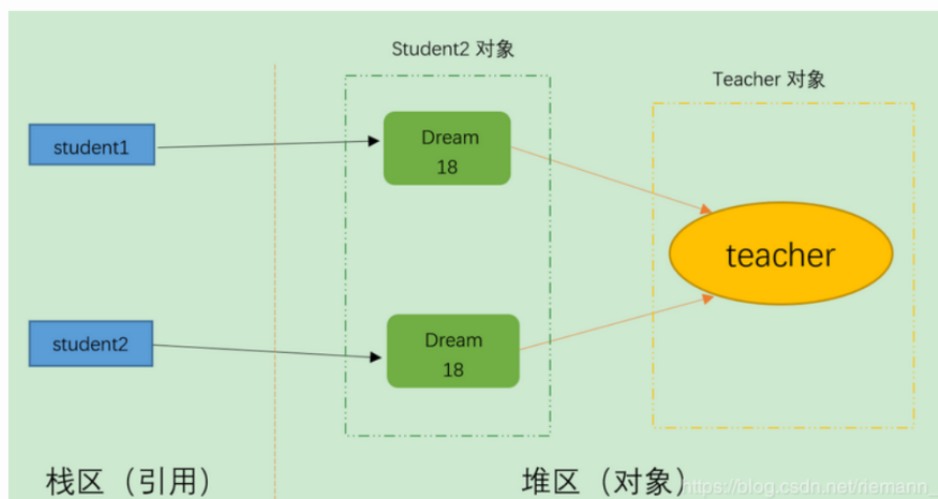 Student2 对象
Teacher 对象
student1
Dream
18
teacher
student2
Dream
18
栈区（引用）
堆区（对象）
https://blog.csdn.net/riemann_